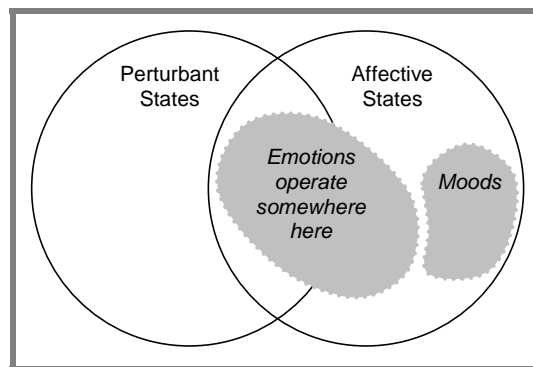 Perturbant
States
Affective
States
Emotions
operate
somewhere
here
Moods